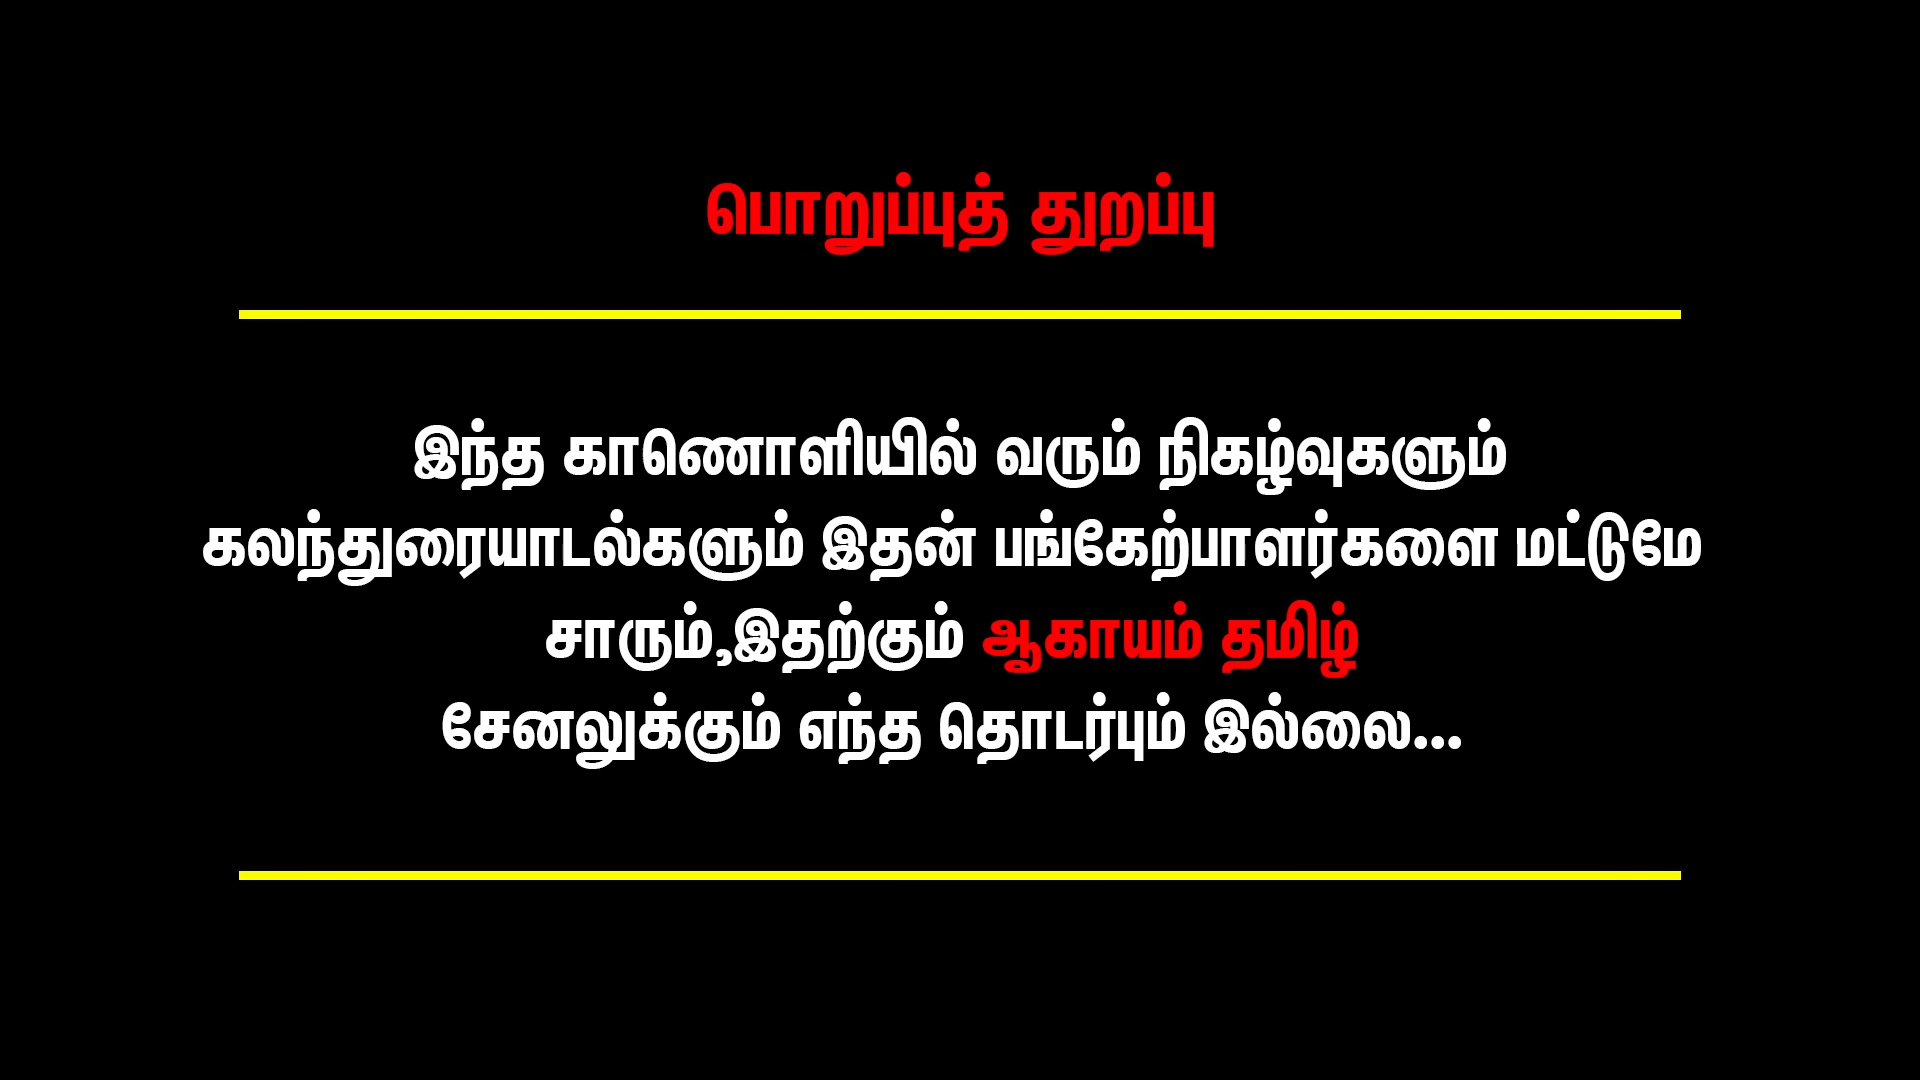 பொறுப்புத் துறப்பு
இந்த காணொளியில் வரும் நிகழ்வுகளும்
கலந்துரையாடல்களும் இதன் பங்கேற்பாளர்களை மட்டுமே
சாரும்,இதற்கும் ஆகாயம் தமிழ்
சேனலுக்கும் எந்த தொடர்பும் இல்லை...